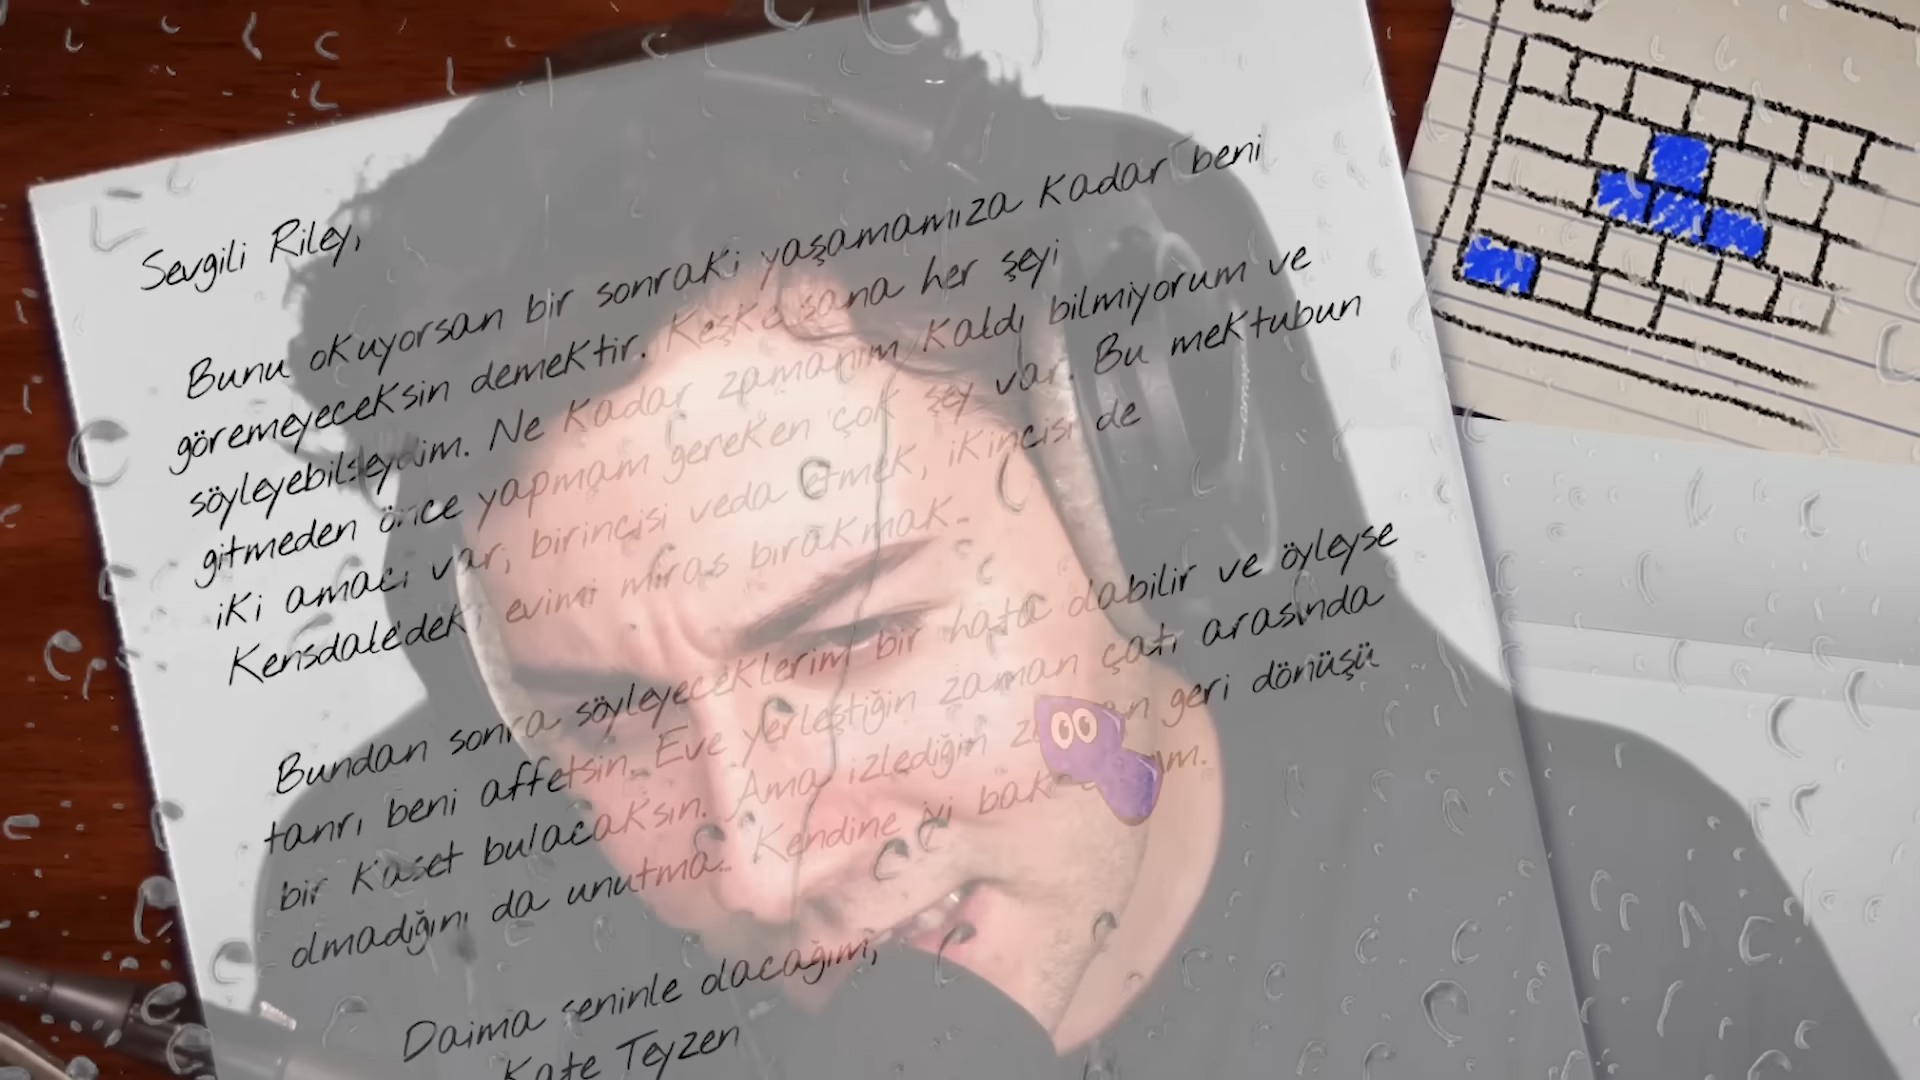 Sevgili Riley,
Bunu okuyorsan bir sonraki yaşamamıza kadar beni
göremeyeceksin demektir. Keşke sana her şeyi
söyleyebilseydim. Ne kadar zamanım kaldı bilmiyorum ve
gitmeden önce yapmam gereken çok şey var. Bu mektubun
iki amacı var, birincisi veda etmek, ikincisi de
Kensdale'deki evimi miras bırakmak.
Bundan sonra söyleyeceklerim bir hata olabilir ve öyleyse
tanrı beni affetsin. Eve yerleştiğin zaman çatı arasında
bir kaset bulacaksın. Ama izlediğin geri dönüşü
olmadığını da unutma. Kendine iyi
Daima seninle olacağım,
Kate Teyzen